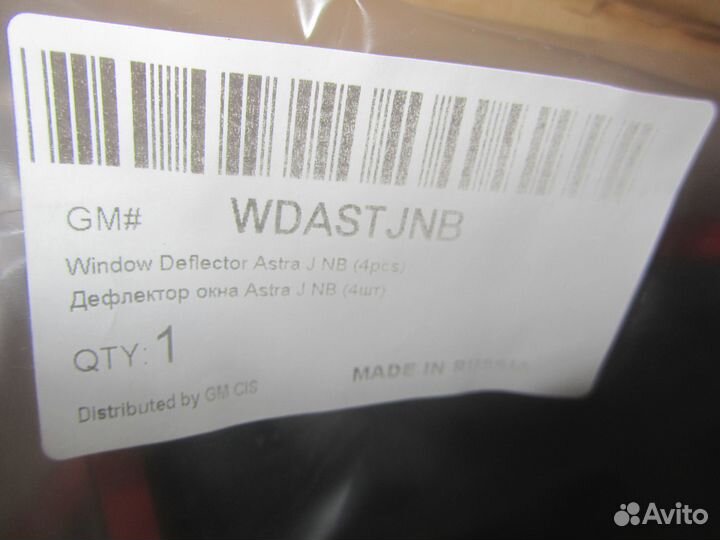 GM# WDASTJNB
Window Deflector Astra J NB (4pcs)
Дефлектор окна Astra J NB (4шт)
QTY: 1
MADE IN RUSSIA
Distributed by GM CIS
Avito